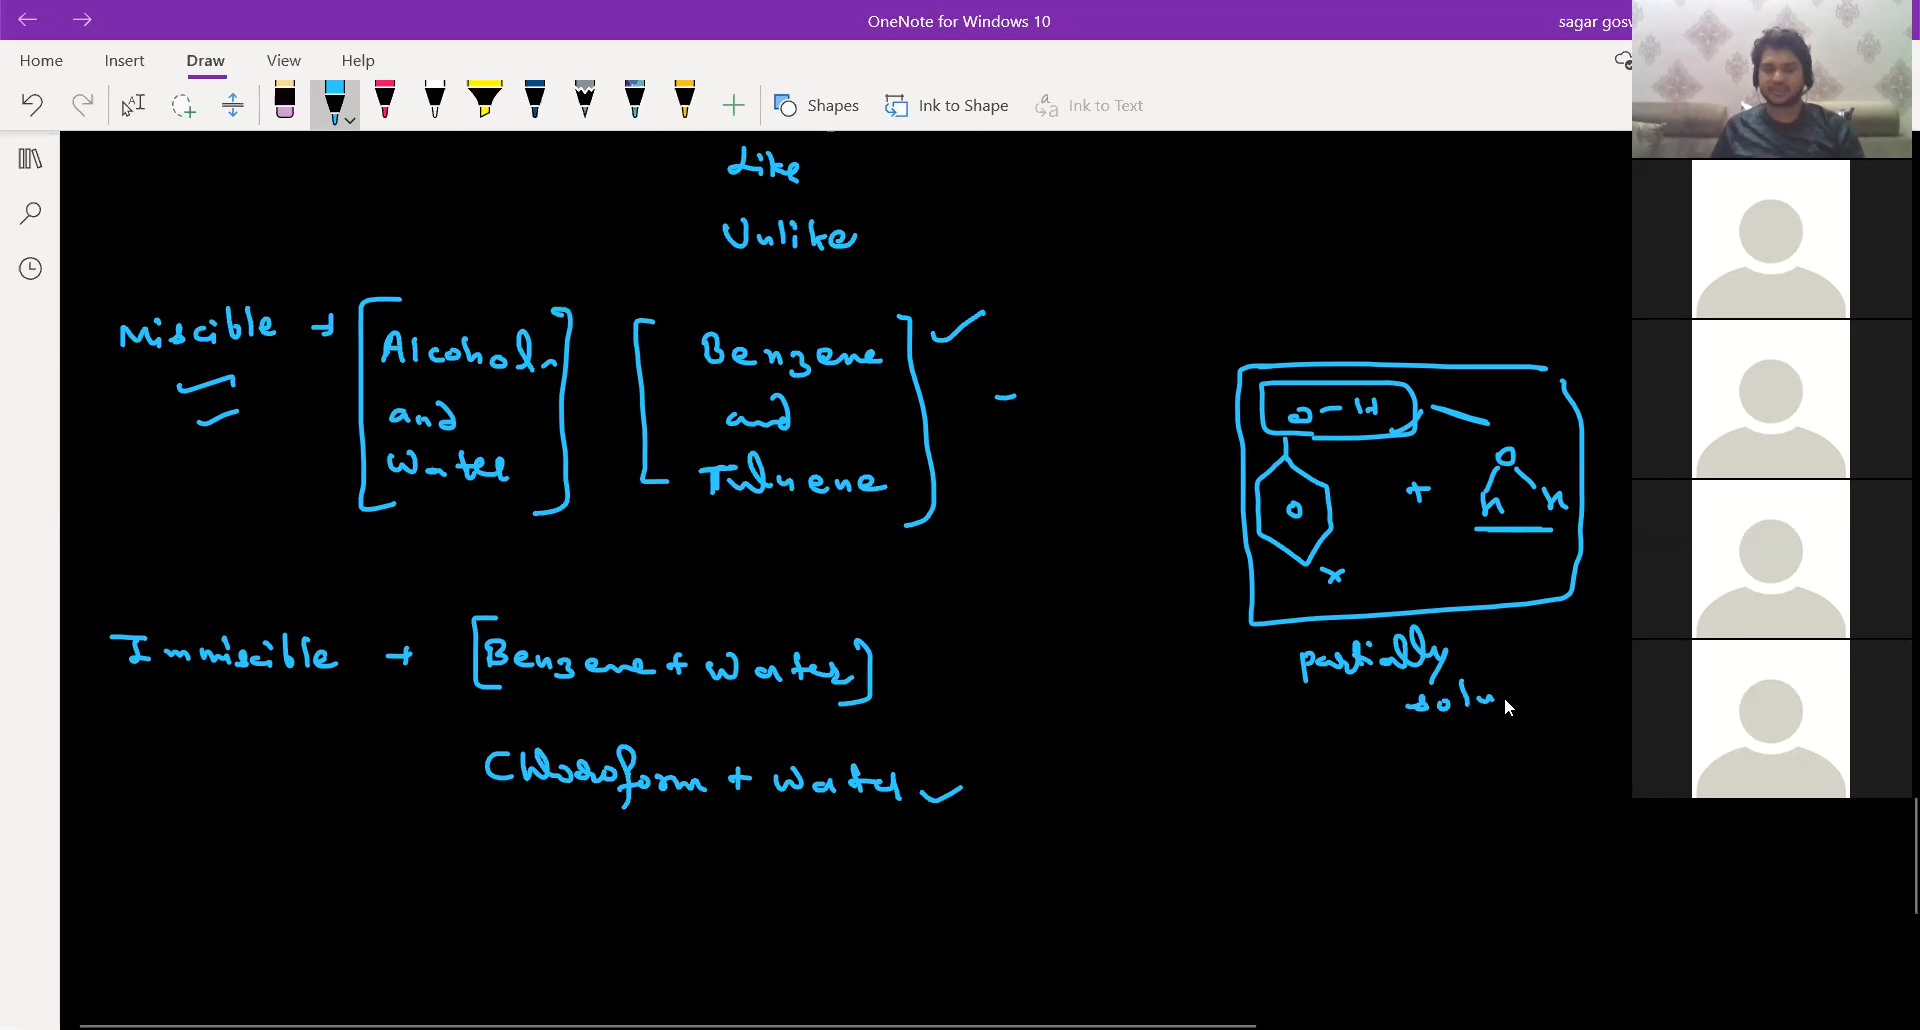 OneNote for Windows 10
sagar gosw
Home Insert Draw View Help
Shapes Ink to Shape Ink to Text
Like
Unlike
Miscible →
Alcohol
and
Water
Benzene
and
Toluene
O-H
O
+
O
H H
x
partially
solu
Immiscible → [Benzene + Water]
Chloroform + Water